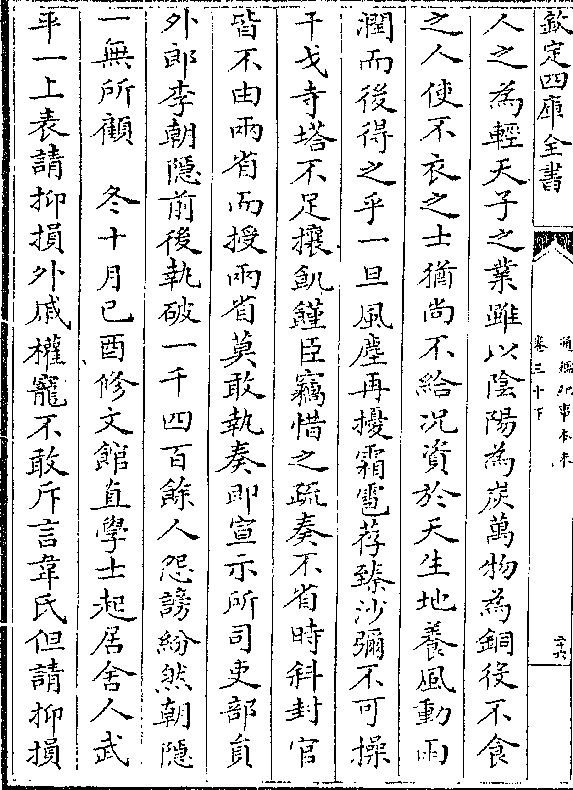 欽定四庫全書
通鑑紀事本末
卷三十下
二十六
人之為輕天子之業雖以陰陽為炭萬物為銅役不食
之人使不衣之士猶尚不給况資於天生地養風動雨
潤而後得之乎一旦風塵再擾霜雹荐臻沙彌不可操
干戈寺塔不足攘飢饉臣竊惜之疏奏不省時斜封官
皆不由兩省而授兩省莫敢執奏即宣示所司吏部員
外郎李朝隱前後執破一千四百餘人怨謗紛然朝隱
一無所顧 冬十月已酉修文館直學士起居舍人武
平一上表請抑損外戚權寵不敢斥言韋氏但請抑損